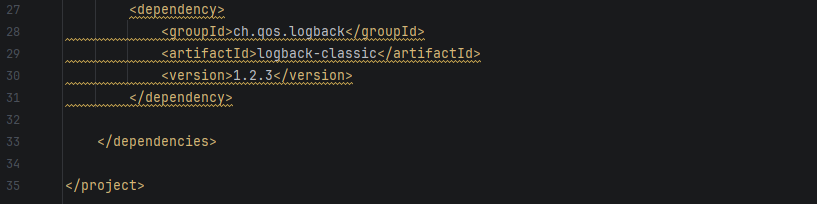 27 <dependency>
28 <groupId>ch.qos.logback</groupId>
29 <artifactId>logback-classic</artifactId>
30 <version>1.2.3</version>
31 </dependency>
32
33 </dependencies>
34
35 </project>